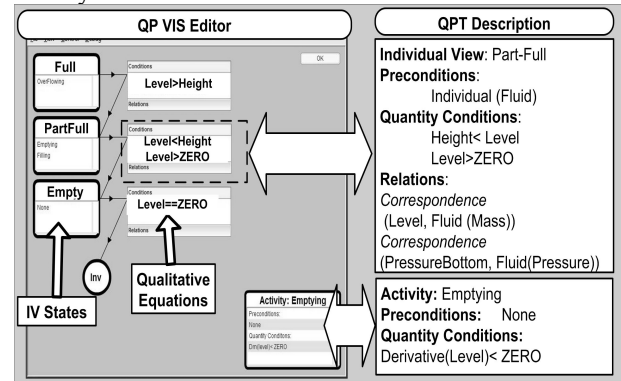 QP VIS Editor
QPT Description
OK
Full
OverFlowing
Conditions
Level>Height
Relations
PartFull
Emptying
Filling
Conditions
Level<Height
Level>ZERO
Relations
Empty
None
Conditions
Level==ZERO
Relations
Inv
IV States
Qualitative
Equations
Activity: Emptying
Preconditions:
None
Quantity Conditons:
Dm(level)< ZERO
Individual View: Part-Full
Preconditions:
Individual (Fluid)
Quantity Conditions:
Height< Level
Level>ZERO
Relations:
Correspondence
(Level, Fluid (Mass))
Correspondence
(PressureBottom, Fluid(Pressure))
Activity: Emptying
Preconditions: None
Quantity Conditions:
Derivative(Level)< ZERO